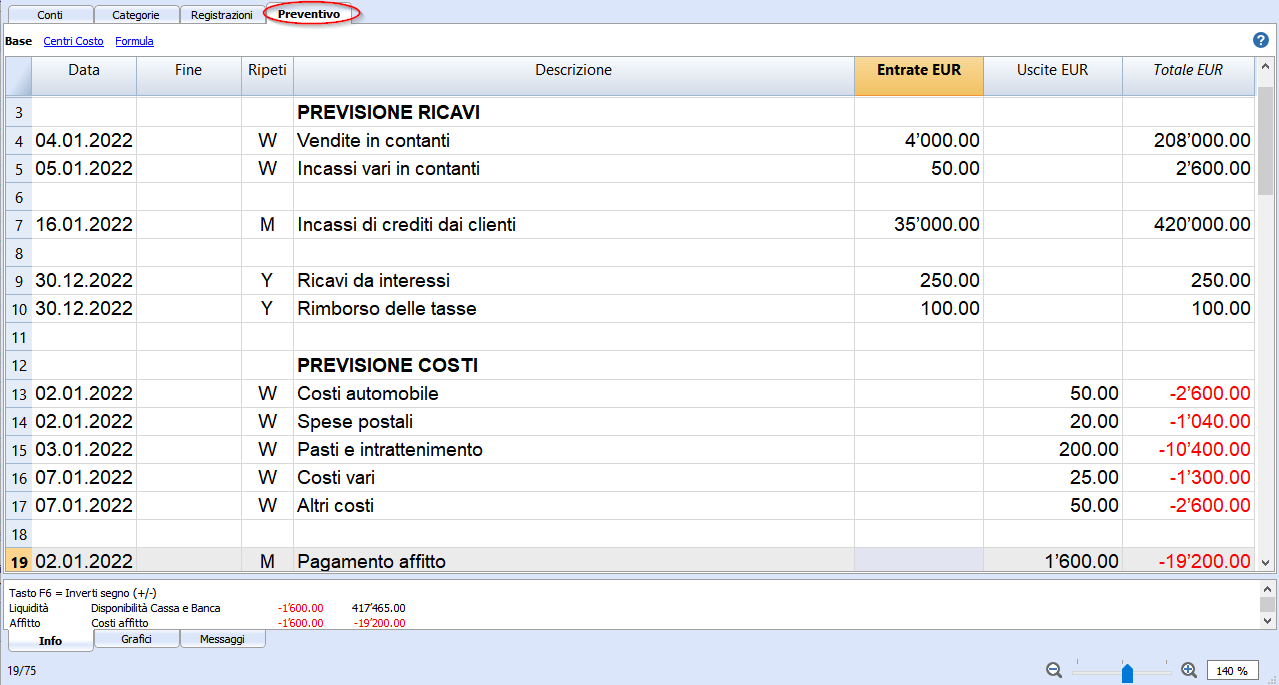 Conti Categorie Registrazioni Preventivo
Base Centri Costo Formula ?
Data Fine Ripeti Descrizione Entrate EUR Uscite EUR Totale EUR
3 PREVISIONE RICAVI
4 04.01.2022 W Vendite in contanti 4’000.00 208’000.00
5 05.01.2022 W Incassi vari in contanti 50.00 2’600.00
6
7 16.01.2022 M Incassi di crediti dai clienti 35’000.00 420’000.00
8
9 30.12.2022 Y Ricavi da interessi 250.00 250.00
10 30.12.2022 Y Rimborso delle tasse 100.00 100.00
11
12 PREVISIONE COSTI
13 02.01.2022 W Costi automobile 50.00 -2’600.00
14 02.01.2022 W Spese postali 20.00 -1’040.00
15 03.01.2022 W Pasti e intrattenimento 200.00 -10’400.00
16 07.01.2022 W Costi vari 25.00 -1’300.00
17 07.01.2022 W Altri costi 50.00 -2’600.00
18
19 02.01.2022 M Pagamento affitto 1’600.00 -19’200.00
Tasto F6 = Inverti segno (+/-)
Liquidità Disponibilità Cassa e Banca -1’600.00 417’465.00
Affitto Costi affitto -1’600.00 -19’200.00
Info Grafici Messaggi
19/75 140 %